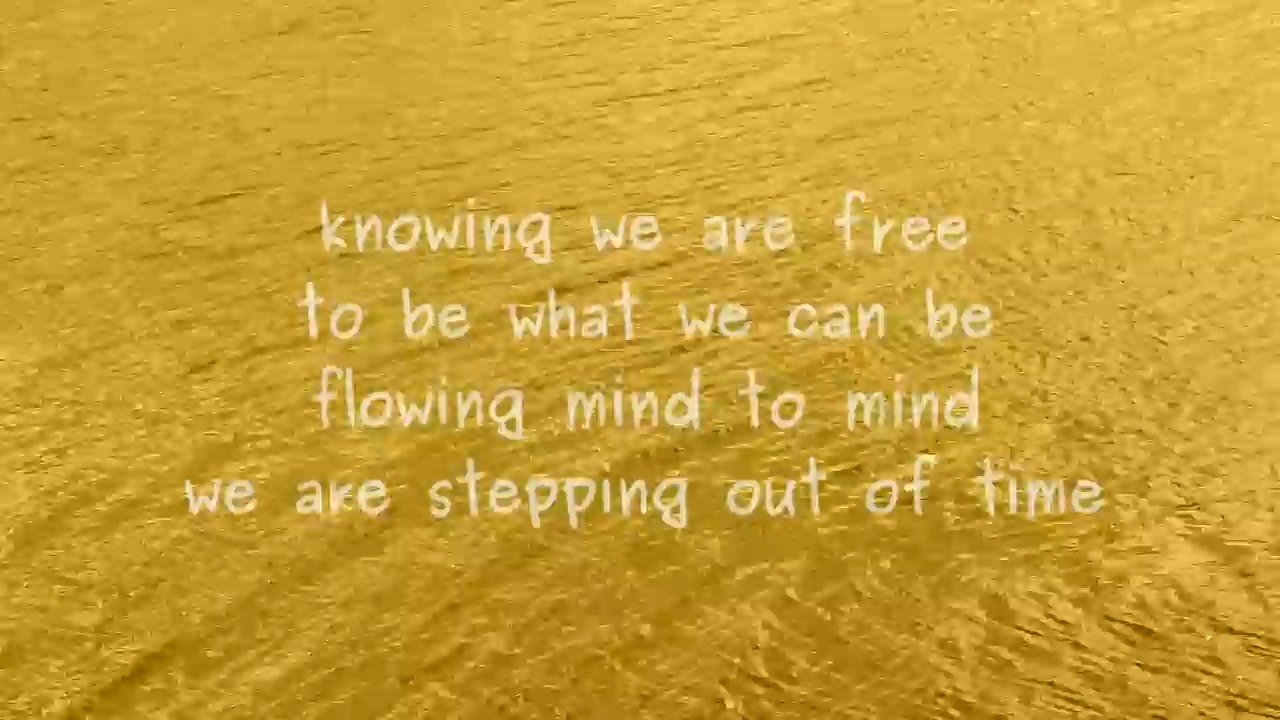 knowing we are free
to be what we can be
flowing mind to mind
we are stepping out of time